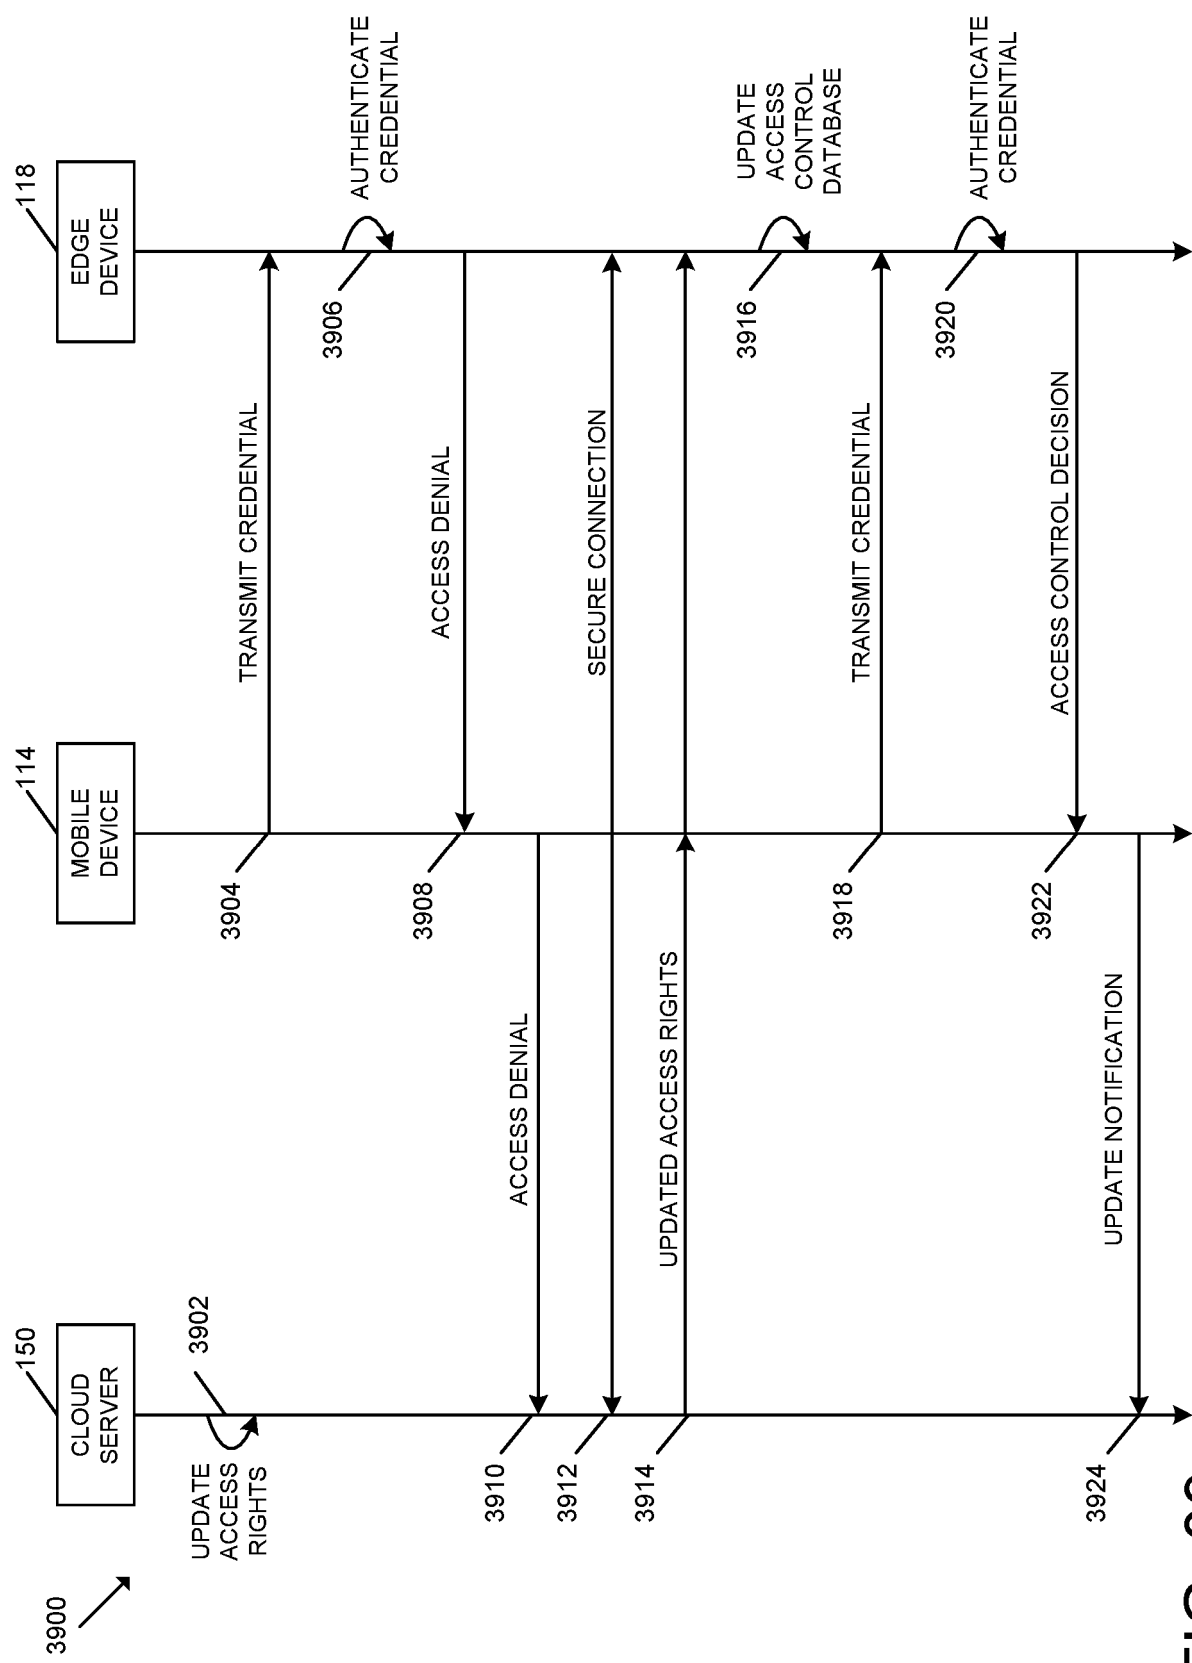 3900
150
CLOUD
SERVER
114
MOBILE
DEVICE
118
EDGE
DEVICE
UPDATE
ACCESS
RIGHTS
3902
3904
TRANSMIT CREDENTIAL
3906
AUTHENTICATE
CREDENTIAL
3908
ACCESS DENIAL
3910
ACCESS DENIAL
3912
SECURE CONNECTION
3914
UPDATED ACCESS RIGHTS
3916
UPDATE
ACCESS
CONTROL
DATABASE
3918
TRANSMIT CREDENTIAL
3920
AUTHENTICATE
CREDENTIAL
3922
ACCESS CONTROL DECISION
3924
UPDATE NOTIFICATION